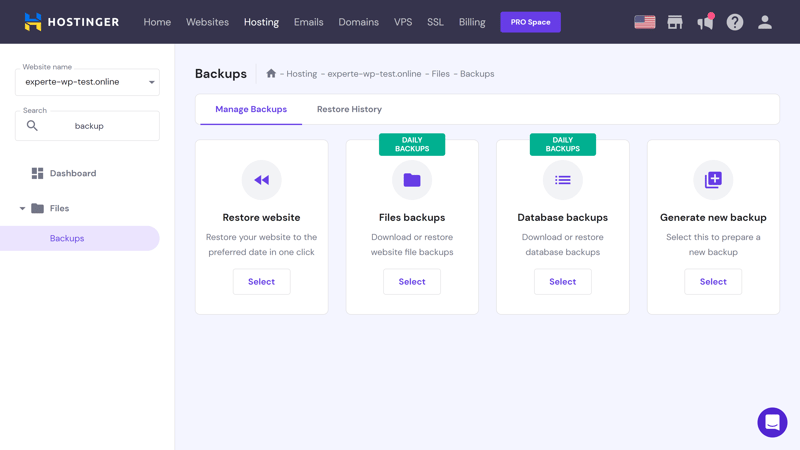 HOSTINGER
Home Websites Hosting Emails Domains VPS SSL Billing PRO Space
Website name
experte-wp-test.online
Search
backup
Dashboard
Files
Backups
Backups - Hosting - experte-wp-test.online - Files - Backups
Manage Backups Restore History
Restore website
Restore your website to the
preferred date in one click
Select
DAILY
BACKUPS
Files backups
Download or restore
website file backups
Select
DAILY
BACKUPS
Database backups
Download or restore
database backups
Select
Generate new backup
Select this to prepare a
new backup
Select